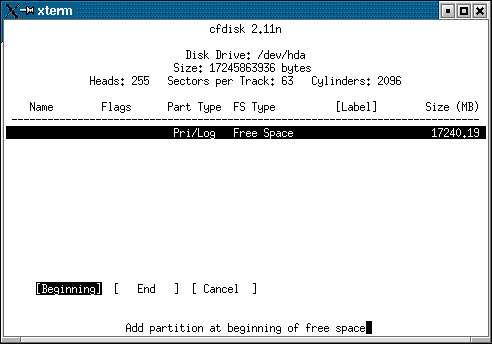 xterm
cfdisk 2.11n
Disk Drive: /dev/hda
Size: 17245863936 bytes
Heads: 255 Sectors per Track: 63 Cylinders: 2096
Name Flags Part Type FS Type [Label] Size (MB)
Pri/Log Free Space 17240.19
[Beginning] [ End ] [ Cancel ]
Add partition at beginning of free space